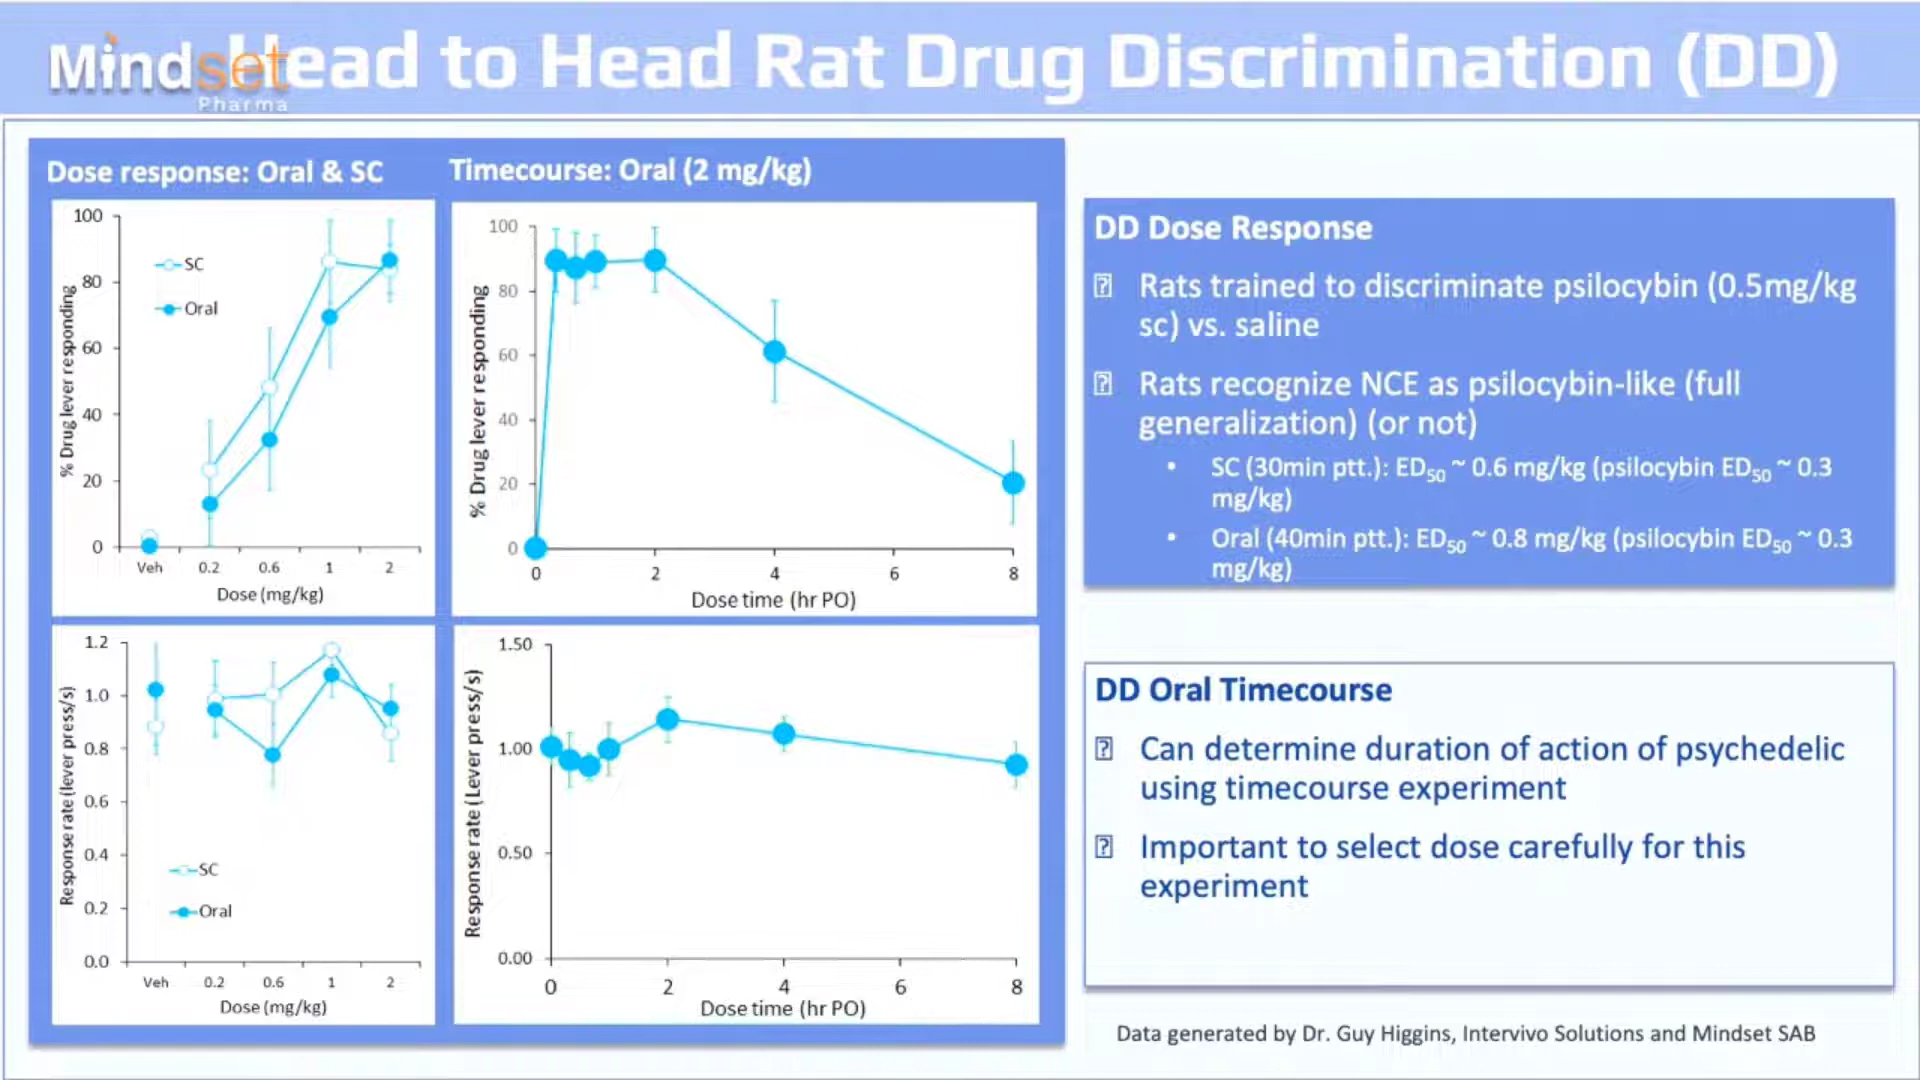 Mindset
Pharma
Head to Head Rat Drug Discrimination (DD)
Dose response: Oral & SC
Timecourse: Oral (2 mg/kg)
% Drug lever responding
100
80
60
40
20
0
SC
Oral
Veh 0.2 0.6 1 2
Dose (mg/kg)
% Drug lever responding
100
80
60
40
20
0
0 2 4 6 8
Dose time (hr PO)
Response rate (lever press/s)
1.2
1.0
0.8
0.6
0.4
0.2
0.0
SC
Oral
Veh 0.2 0.6 1 2
Dose (mg/kg)
Response rate (Lever press/s)
1.50
1.00
0.50
0.00
0 2 4 6 8
Dose time (hr PO)
DD Dose Response
Rats trained to discriminate psilocybin (0.5mg/kg
sc) vs. saline
Rats recognize NCE as psilocybin-like (full
generalization) (or not)
• SC (30min ptt.): ED50 ~ 0.6 mg/kg (psilocybin ED50 ~ 0.3
mg/kg)
• Oral (40min ptt.): ED50 ~ 0.8 mg/kg (psilocybin ED50 ~ 0.3
mg/kg)
DD Oral Timecourse
Can determine duration of action of psychedelic
using timecourse experiment
Important to select dose carefully for this
experiment
Data generated by Dr. Guy Higgins, Intervivo Solutions and Mindset SAB